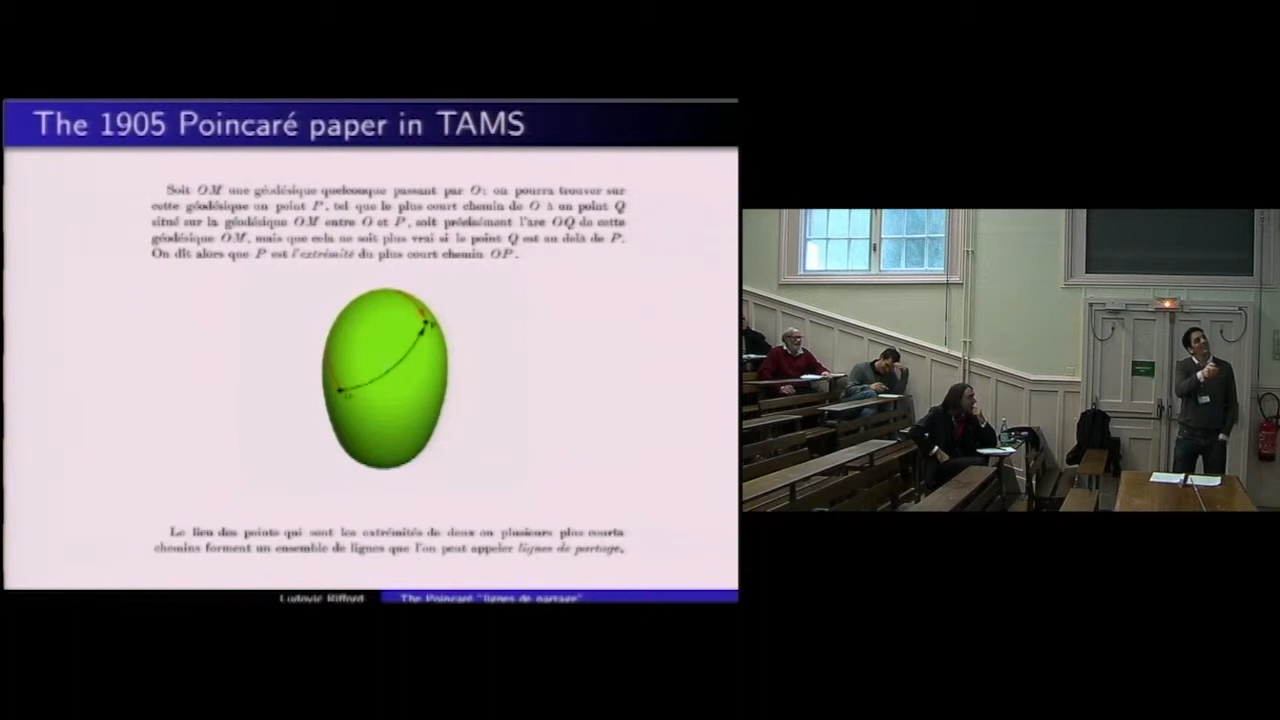 The 1905 Poincaré paper in TAMS
Soit OM une géodésique quelconque passant par O; on pourra trouver sur
cette géodésique un point P, tel que le plus court chemin de O à un point Q
situé sur la géodésique OM entre O et P, soit précisément l'arc OQ de cette
géodésique OM, mais que cela ne soit plus vrai si le point Q est au delà de P.
On dit alors que P est l'extrémité du plus court chemin OP.
Le lieu des points qui sont les extrémités de deux ou plusieurs plus courts
chemins forment un ensemble de lignes que l'on peut appeler lignes de partage,
Ludovic Rifford
The Poincaré "lignes de partage"